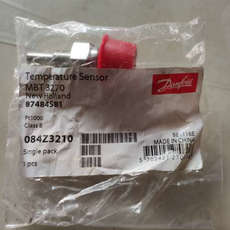 Temperature Sensor
MBT 3270
New Holland
87484581
Pt1000
Class B
084Z3210
Single pack
1 pcs
Danfoss
MADE IN CHINA